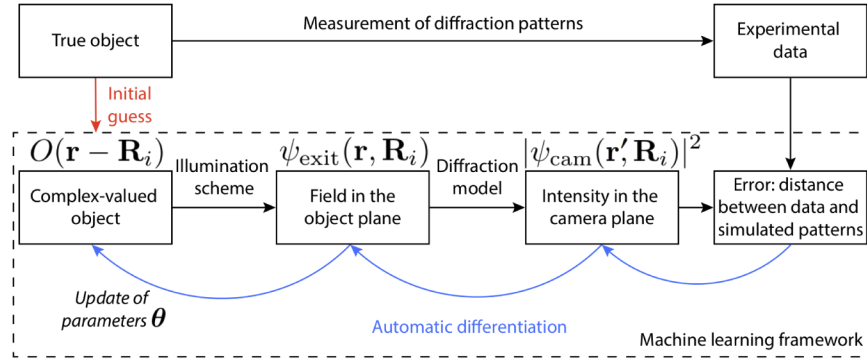 True object
Measurement of diffraction patterns
Experimental
data
Initial
guess
O(r − R_i)
Illumination
scheme
ψ_exit(r, R_i)
Diffraction
model
|ψ_cam(r′, R_i)|²
Complex-valued
object
Field in the
object plane
Intensity in the
camera plane
Error: distance
between data and
simulated patterns
Update of
parameters θ
Automatic differentiation
Machine learning framework